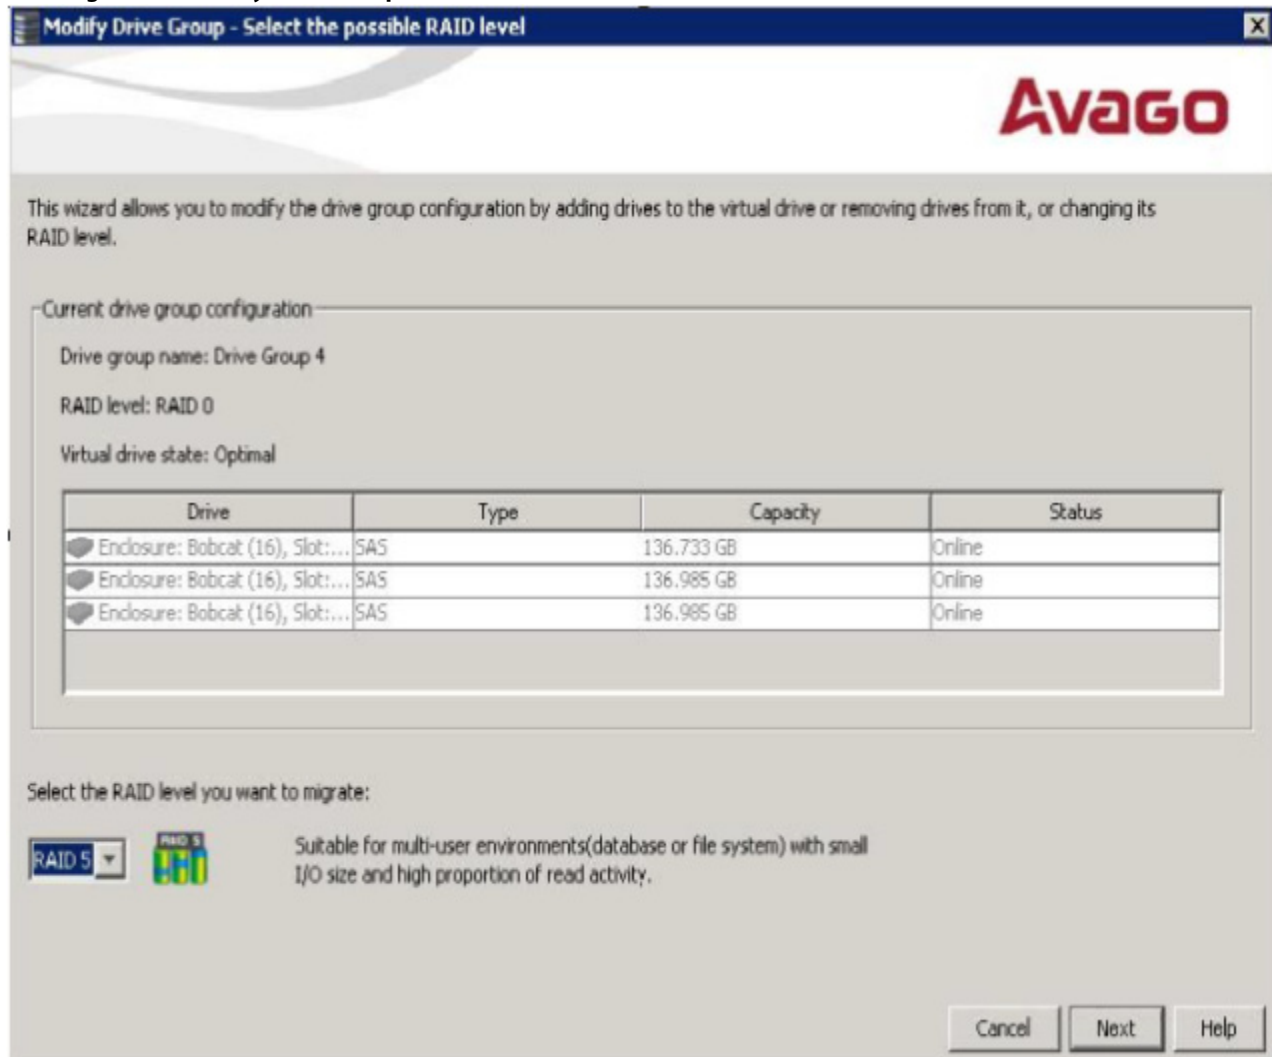 Modify Drive Group - Select the possible RAID level
AVAGO
This wizard allows you to modify the drive group configuration by adding drives to the virtual drive or removing drives from it, or changing its
RAID level.
Current drive group configuration
Drive group name: Drive Group 4
RAID level: RAID 0
Virtual drive state: Optimal
Drive Type Capacity Status
Enclosure: Bobcat (16), Slot:... SAS 136.733 GB Online
Enclosure: Bobcat (16), Slot:... SAS 136.985 GB Online
Enclosure: Bobcat (16), Slot:... SAS 136.985 GB Online
Select the RAID level you want to migrate:
RAID 5
RAID 5
Suitable for multi-user environments(database or file system) with small
I/O size and high proportion of read activity.
Cancel Next Help